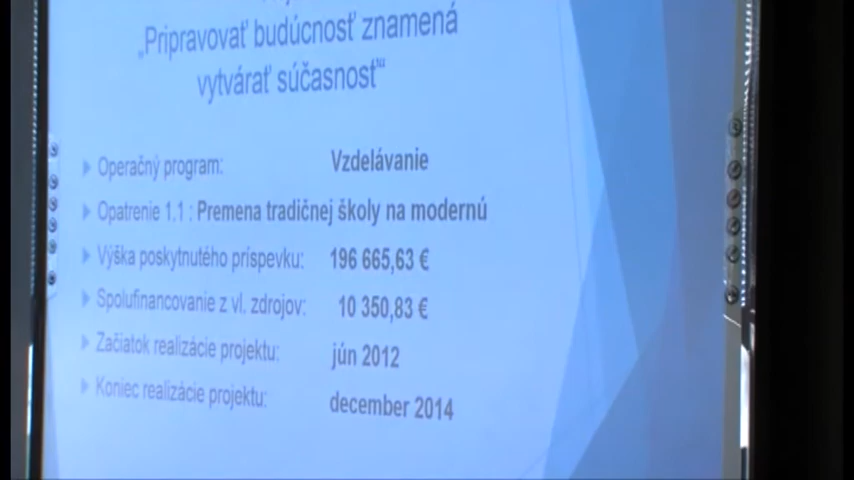 „Pripravovať budúcnosť znamená
vytvárať súčasnosť“
Operačný program: Vzdelávanie
Opatrenie 1.1 : Premena tradičnej školy na modernú
Výška poskytnutého príspevku: 196 665,63 €
Spolufinancovanie z vl. zdrojov: 10 350,83 €
Začiatok realizácie projektu: jún 2012
Koniec realizácie projektu: december 2014